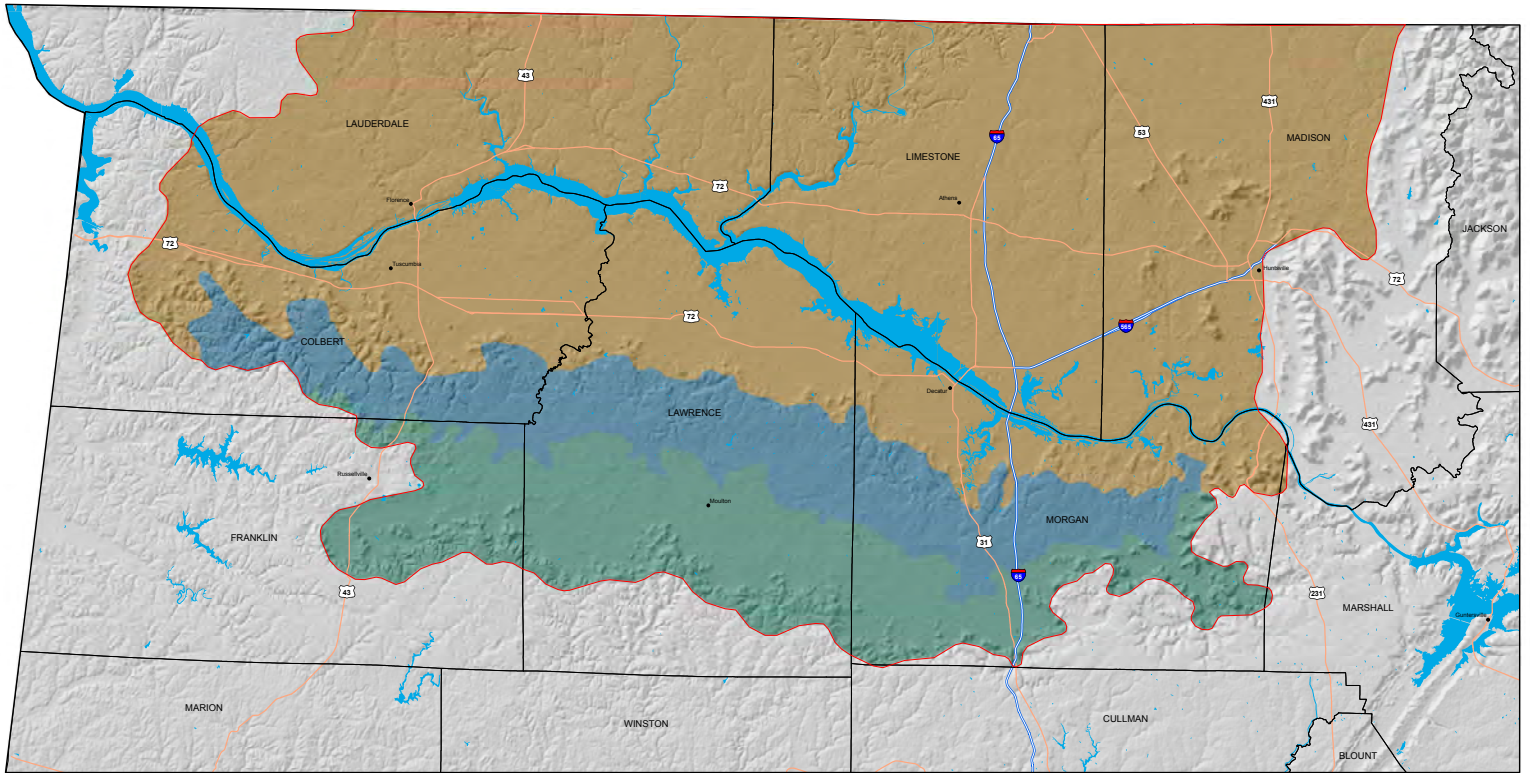 43
431
LAUDERDALE
65
53
MADISON
LIMESTONE
72
Florence
Athens
JACKSON
72
Tuscumbia
Huntsville
72
72
565
COLBERT
Decatur
LAWRENCE
431
Russellville
Moulton
MORGAN
FRANKLIN
31
65
43
231
MARSHALL
Guntersville
MARION
WINSTON
CULLMAN
BLOUNT